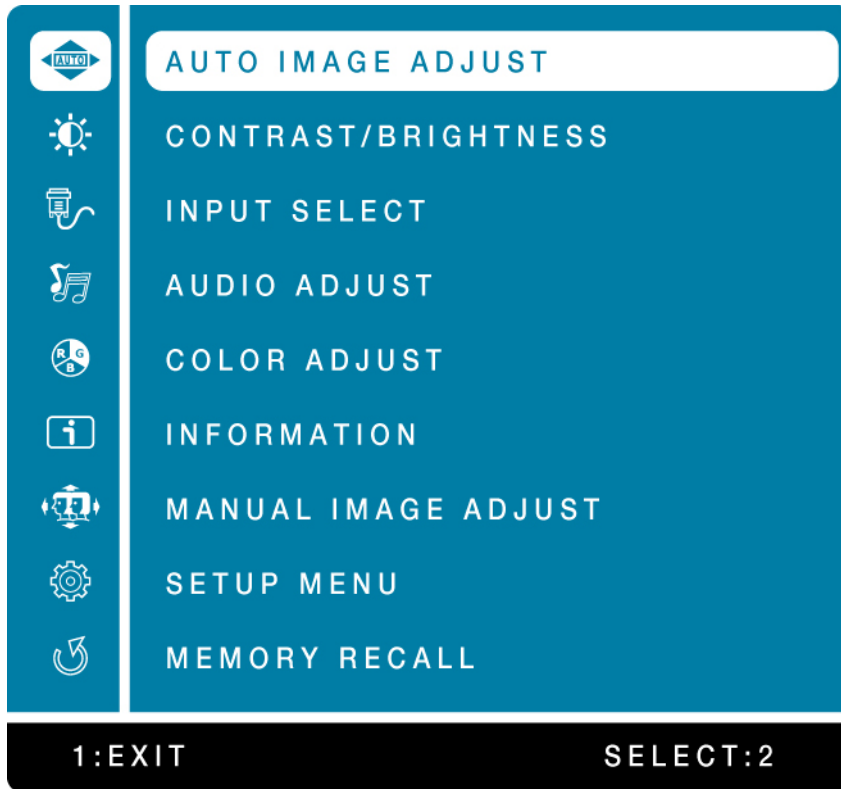 AUTO
AUTO IMAGE ADJUST
CONTRAST/BRIGHTNESS
INPUT SELECT
AUDIO ADJUST
R G
B
COLOR ADJUST
i
INFORMATION
MANUAL IMAGE ADJUST
SETUP MENU
MEMORY RECALL
1:EXIT SELECT:2